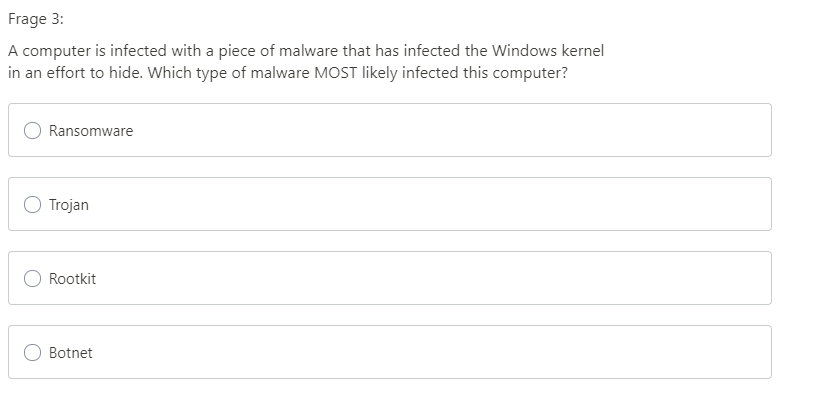 Frage 3:
A computer is infected with a piece of malware that has infected the Windows kernel
in an effort to hide. Which type of malware MOST likely infected this computer?
Ransomware
Trojan
Rootkit
Botnet